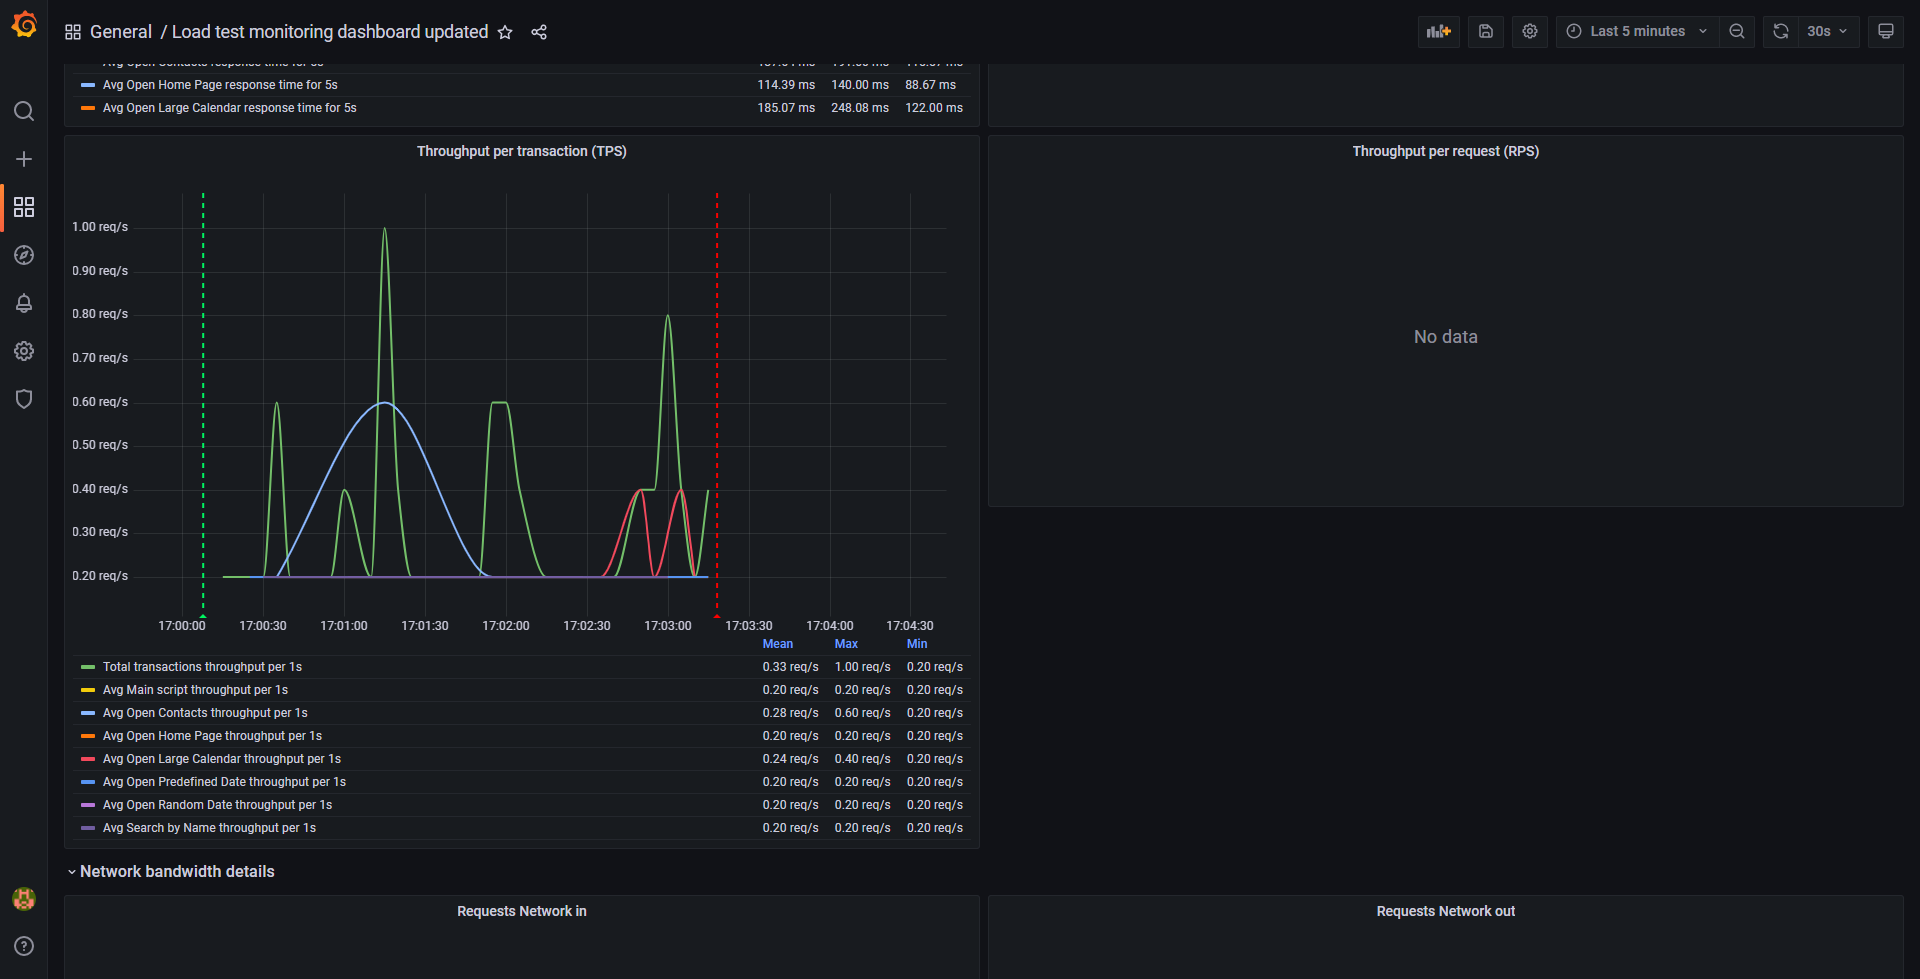 General / Load test monitoring dashboard updated
Last 5 minutes
30s
Avg Open Contacts response time for 5s
Avg Open Home Page response time for 5s 114.39 ms 140.00 ms 88.67 ms
Avg Open Large Calendar response time for 5s 185.07 ms 248.08 ms 122.00 ms
Throughput per transaction (TPS)
1.00 req/s
0.90 req/s
0.80 req/s
0.70 req/s
0.60 req/s
0.50 req/s
0.40 req/s
0.30 req/s
0.20 req/s
17:00:00 17:00:30 17:01:00 17:01:30 17:02:00 17:02:30 17:03:00 17:03:30 17:04:00 17:04:30
Mean Max Min
Total transactions throughput per 1s 0.33 req/s 1.00 req/s 0.20 req/s
Avg Main script throughput per 1s 0.20 req/s 0.20 req/s 0.20 req/s
Avg Open Contacts throughput per 1s 0.28 req/s 0.60 req/s 0.20 req/s
Avg Open Home Page throughput per 1s 0.20 req/s 0.20 req/s 0.20 req/s
Avg Open Large Calendar throughput per 1s 0.24 req/s 0.40 req/s 0.20 req/s
Avg Open Predefined Date throughput per 1s 0.20 req/s 0.20 req/s 0.20 req/s
Avg Open Random Date throughput per 1s 0.20 req/s 0.20 req/s 0.20 req/s
Avg Search by Name throughput per 1s 0.20 req/s 0.20 req/s 0.20 req/s
Throughput per request (RPS)
No data
Network bandwidth details
Requests Network in
Requests Network out